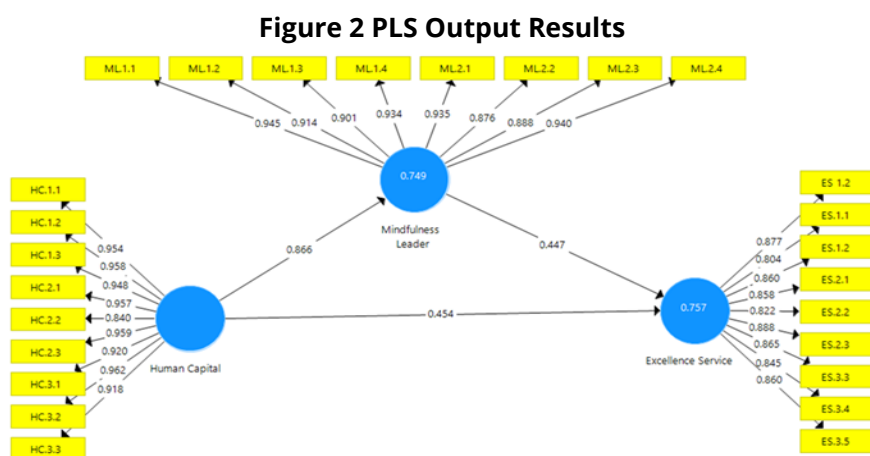 Figure 2 PLS Output Results
ML.1.1 ML.1.2 ML.1.3 ML.1.4 ML.2.1 ML.2.2 ML.2.3 ML.2.4
0.945 0.914 0.901 0.934 0.935 0.876 0.888 0.940
0.749
Mindfulness
Leader
HC.1.1
HC.1.2
HC.1.3
HC.2.1
HC.2.2
HC.2.3
HC.3.1
HC.3.2
HC.3.3
0.954
0.958
0.948
0.957
0.840
0.959
0.920
0.962
0.918
Human Capital
0.866
0.447
0.454
0.757
Excellence Service
0.877
0.804
0.860
0.858
0.822
0.888
0.865
0.845
0.860
ES 1.2
ES.1.1
ES.1.2
ES.2.1
ES.2.2
ES.2.3
ES.3.3
ES.3.4
ES.3.5